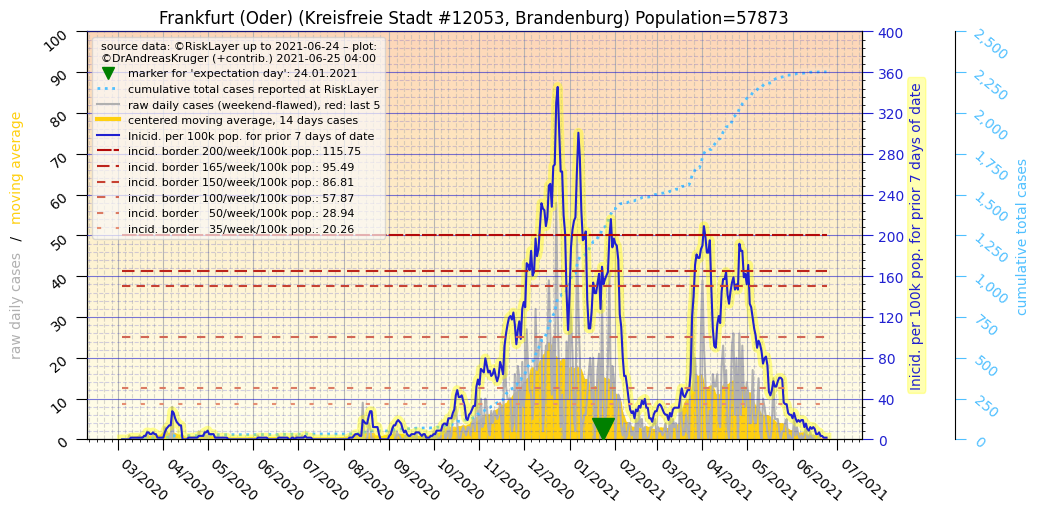 Frankfurt (Oder) (Kreisfreie Stadt #12053, Brandenburg) Population=57873
source data: ©RiskLayer up to 2021-06-24 – plot:
©DrAndreasKruger (+contrib.) 2021-06-25 04:00
marker for 'expectation day': 24.01.2021
cumulative total cases reported at RiskLayer
raw daily cases (weekend-flawed), red: last 5
centered moving average, 14 days cases
Inicid. per 100k pop. for prior 7 days of date
incid. border 200/week/100k pop.: 115.75
incid. border 165/week/100k pop.: 95.49
incid. border 150/week/100k pop.: 86.81
incid. border 100/week/100k pop.: 57.87
incid. border   50/week/100k pop.: 28.94
incid. border   35/week/100k pop.: 20.26
raw daily cases  /  moving average
100
90
80
70
60
50
40
30
20
10
0
03/2020
04/2020
05/2020
06/2020
07/2020
08/2020
09/2020
10/2020
11/2020
12/2020
01/2021
02/2021
03/2021
04/2021
05/2021
06/2021
07/2021
400
360
320
280
240
200
160
120
80
40
0
Inicid. per 100k pop. for prior 7 days of date
2,500
2,250
2,000
1,750
1,500
1,250
1,000
750
500
250
0
cumulative total cases